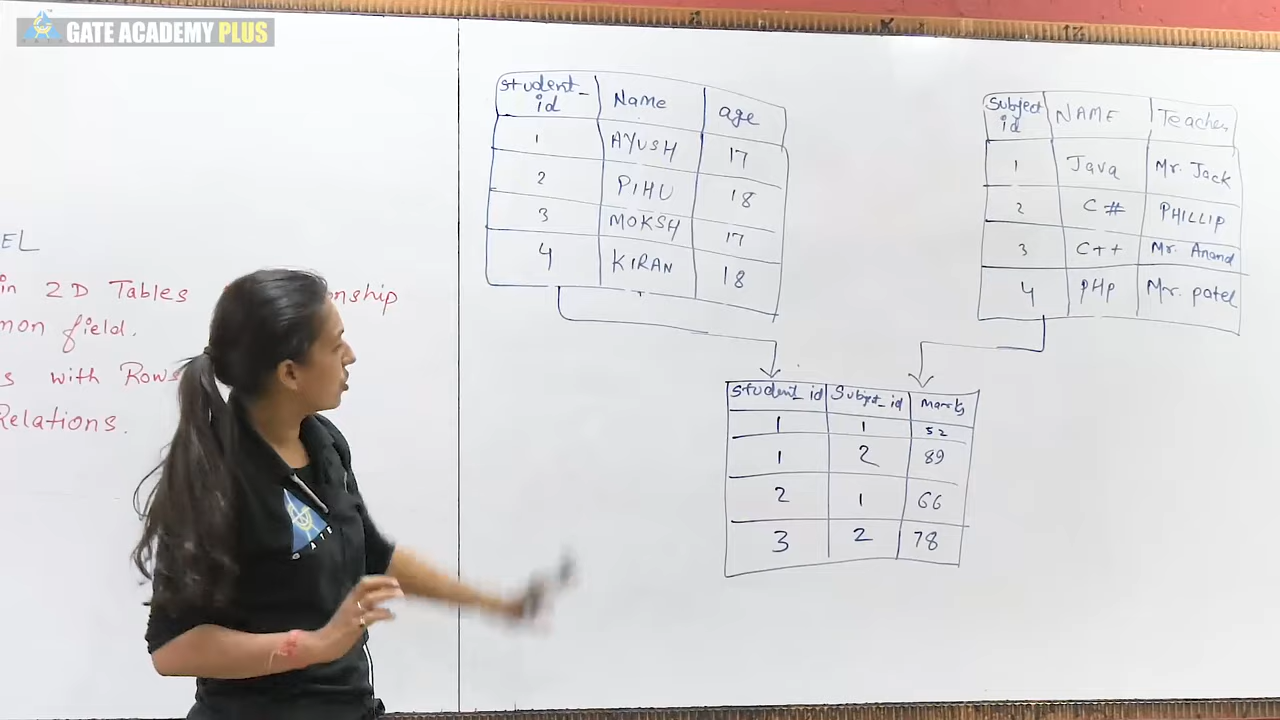 GATE ACADEMY PLUS
EL
in 2D Tables onship
mon field.
s with Rows
Relations.
student_id Name age
1 AYUSH 17
2 PIHU 18
3 MOKSH 17
4 KIRAN 18
Subject id NAME Teacher
1 Java Mr. Jack
2 C# PHILLIP
3 C++ Mr. Anand
4 PHP Mr. patel
student_id Subject_id marks
1 1 52
1 2 89
2 1 66
3 2 78
GATE